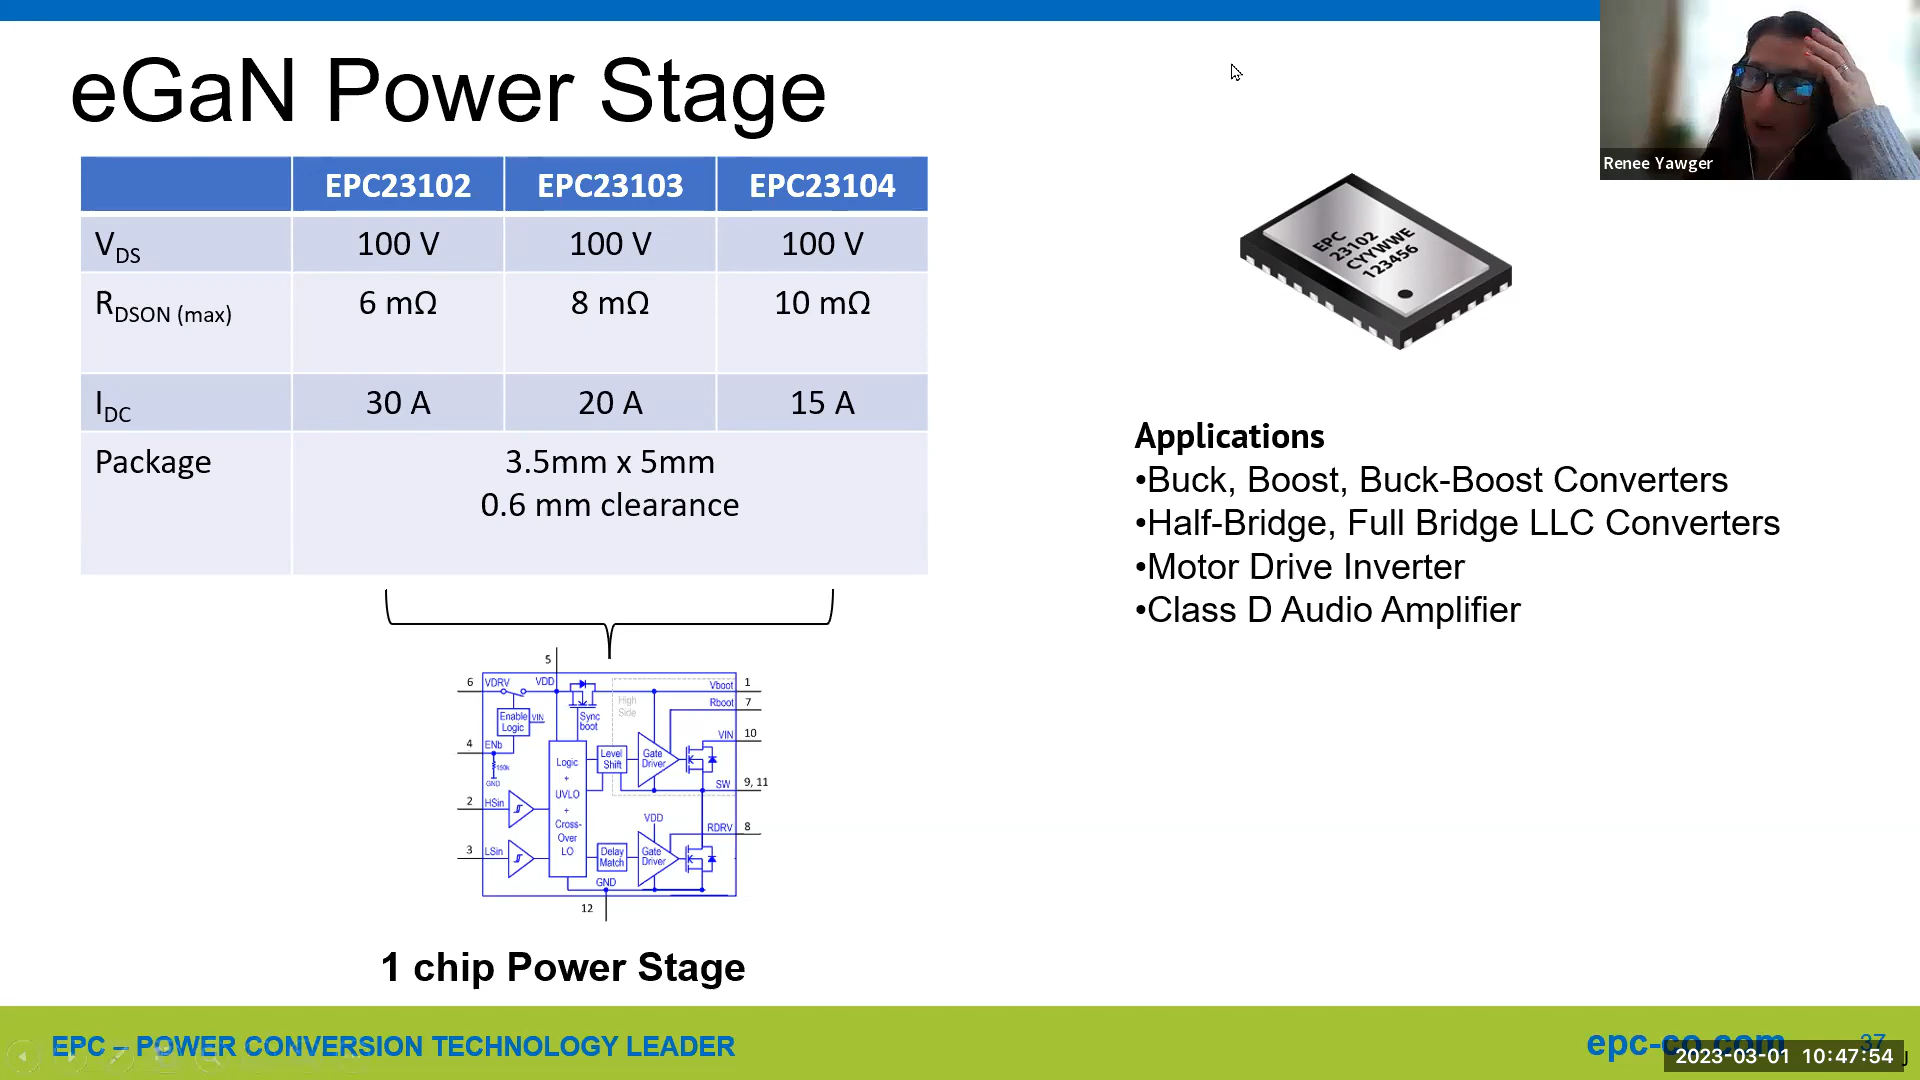 eGaN Power Stage
Renee Yawger
EPC23102 EPC23103 EPC23104
VDS 100 V 100 V 100 V
RDSON (max) 6 mΩ 8 mΩ 10 mΩ
IDC 30 A 20 A 15 A
Package 3.5mm x 5mm
0.6 mm clearance
EPC
23102
CYYWWE
123456
Applications
•Buck, Boost, Buck-Boost Converters
•Half-Bridge, Full Bridge LLC Converters
•Motor Drive Inverter
•Class D Audio Amplifier
5
6 VDRV VDD Vboot 1
High
Side
Rboot 7
Enable
Logic
VIN
Sync
boot
VIN 10
4 ENb
150k
GND
Logic
+
UVLO
+
Cross-
Over
LO
Level
Shift
Gate
Driver
SW 9, 11
2 HSin
VDD
RDRV 8
3 LSin
Delay
Match
Gate
Driver
GND
12
1 chip Power Stage
EPC – POWER CONVERSION TECHNOLOGY LEADER
epc-co.com 37
2023-03-01 10:47:54